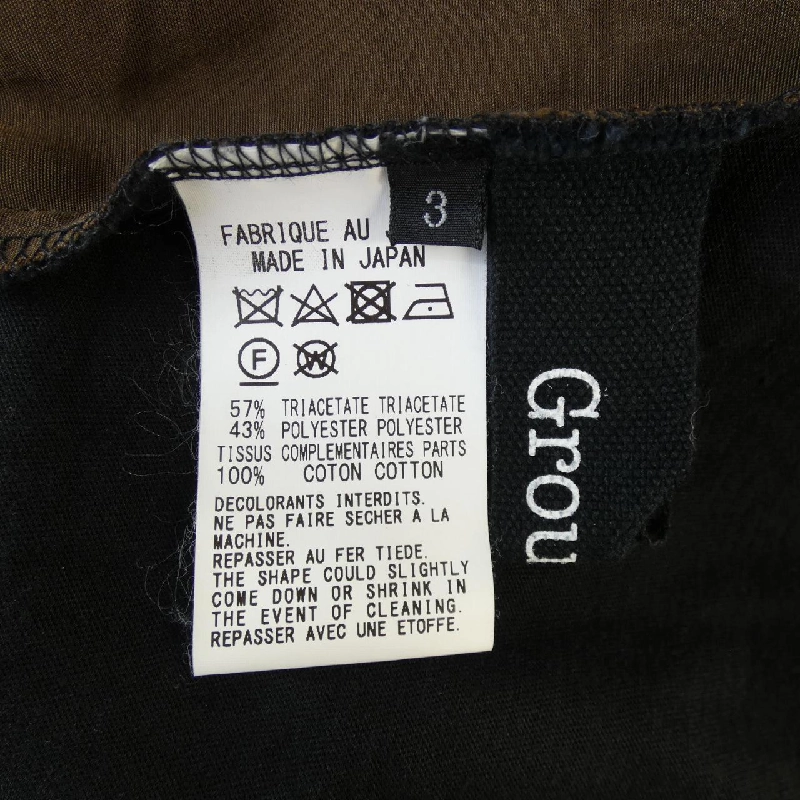 3
FABRIQUE AU J
MADE IN JAPAN
F
W
57% TRIACETATE TRIACETATE
43% POLYESTER POLYESTER
TISSUS COMPLEMENTAIRES PARTS
100% COTON COTTON
DECOLORANTS INTERDITS.
NE PAS FAIRE SECHER A LA
MACHINE.
REPASSER AU FER TIEDE.
THE SHAPE COULD SLIGHTLY
COME DOWN OR SHRINK IN
THE EVENT OF CLEANING.
REPASSER AVEC UNE ETOFFE.
Grou